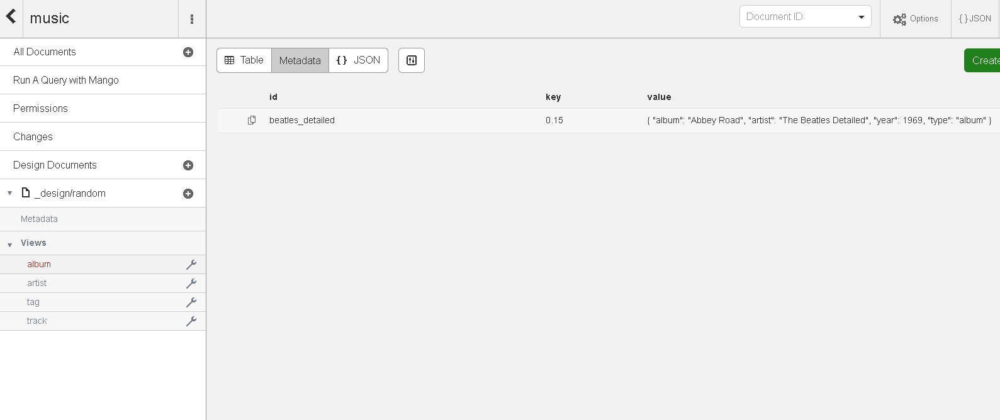 music
Document ID
Options
{ } JSON
All Documents
Run A Query with Mango
Permissions
Changes
Design Documents
_design/random
Metadata
Views
album
artist
tag
track
Table Metadata {} JSON
Create
id key value
beatles_detailed 0.15 { "album": "Abbey Road", "artist": "The Beatles Detailed", "year": 1969, "type": "album" }